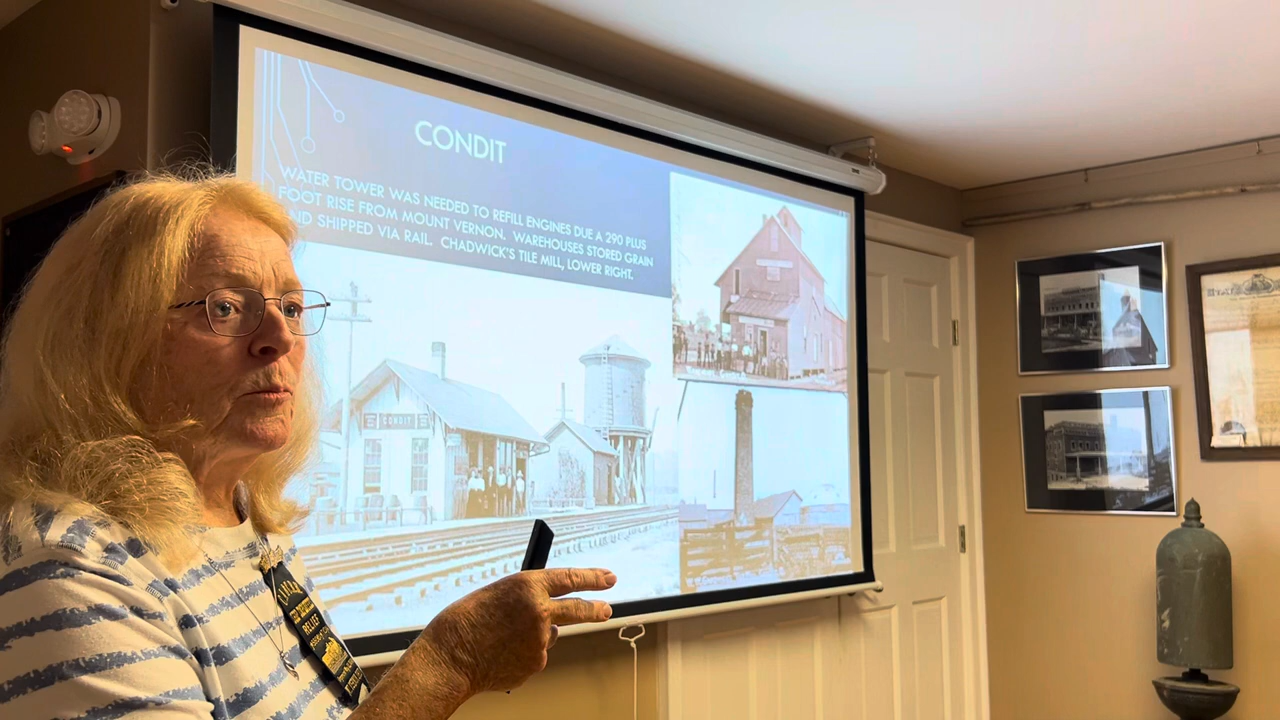 CONDIT
WATER TOWER WAS NEEDED TO REFILL ENGINES DUE A 290 PLUS
FOOT RISE FROM MOUNT VERNON. WAREHOUSES STORED GRAIN
AND SHIPPED VIA RAIL. CHADWICK'S TILE MILL, LOWER RIGHT.
CONDIT
RELIEF